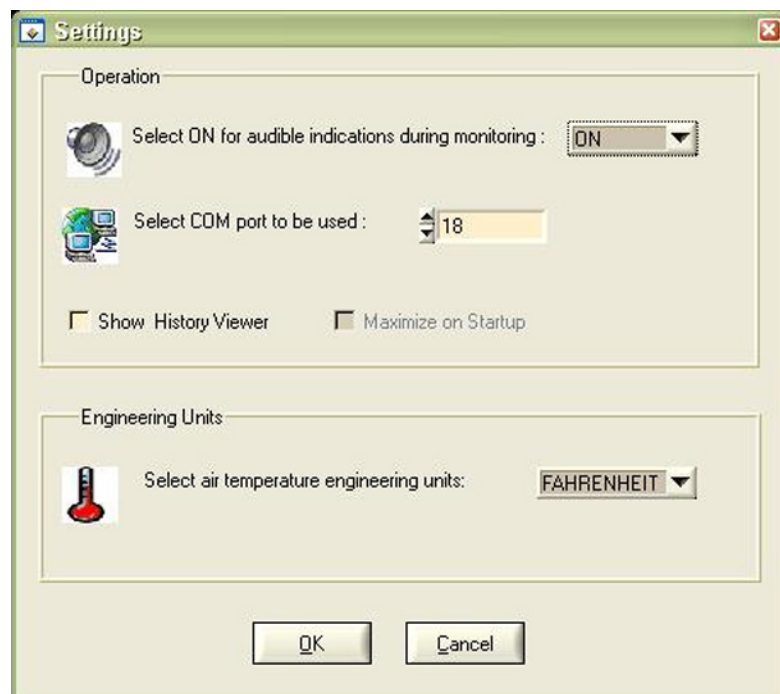 Settings
Operation
Select ON for audible indications during monitoring : ON
Select COM port to be used : 18
Show History Viewer Maximize on Startup
Engineering Units
Select air temperature engineering units: FAHRENHEIT
OK Cancel